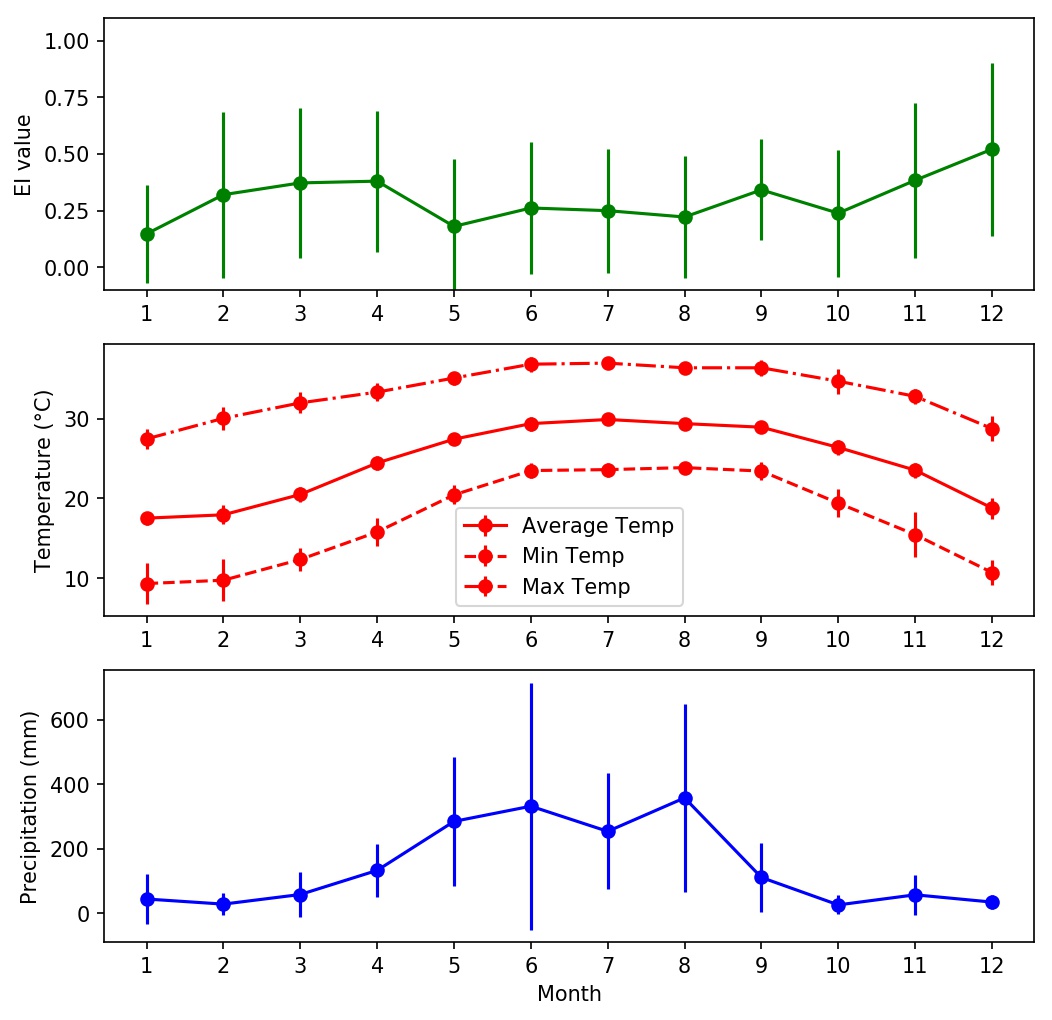 1.00
0.75
0.50
0.25
0.00
EI value
1 2 3 4 5 6 7 8 9 10 11 12
30
20
10
Temperature (°C)
Average Temp
Min Temp
Max Temp
1 2 3 4 5 6 7 8 9 10 11 12
600
400
200
0
Precipitation (mm)
1 2 3 4 5 6 7 8 9 10 11 12
Month